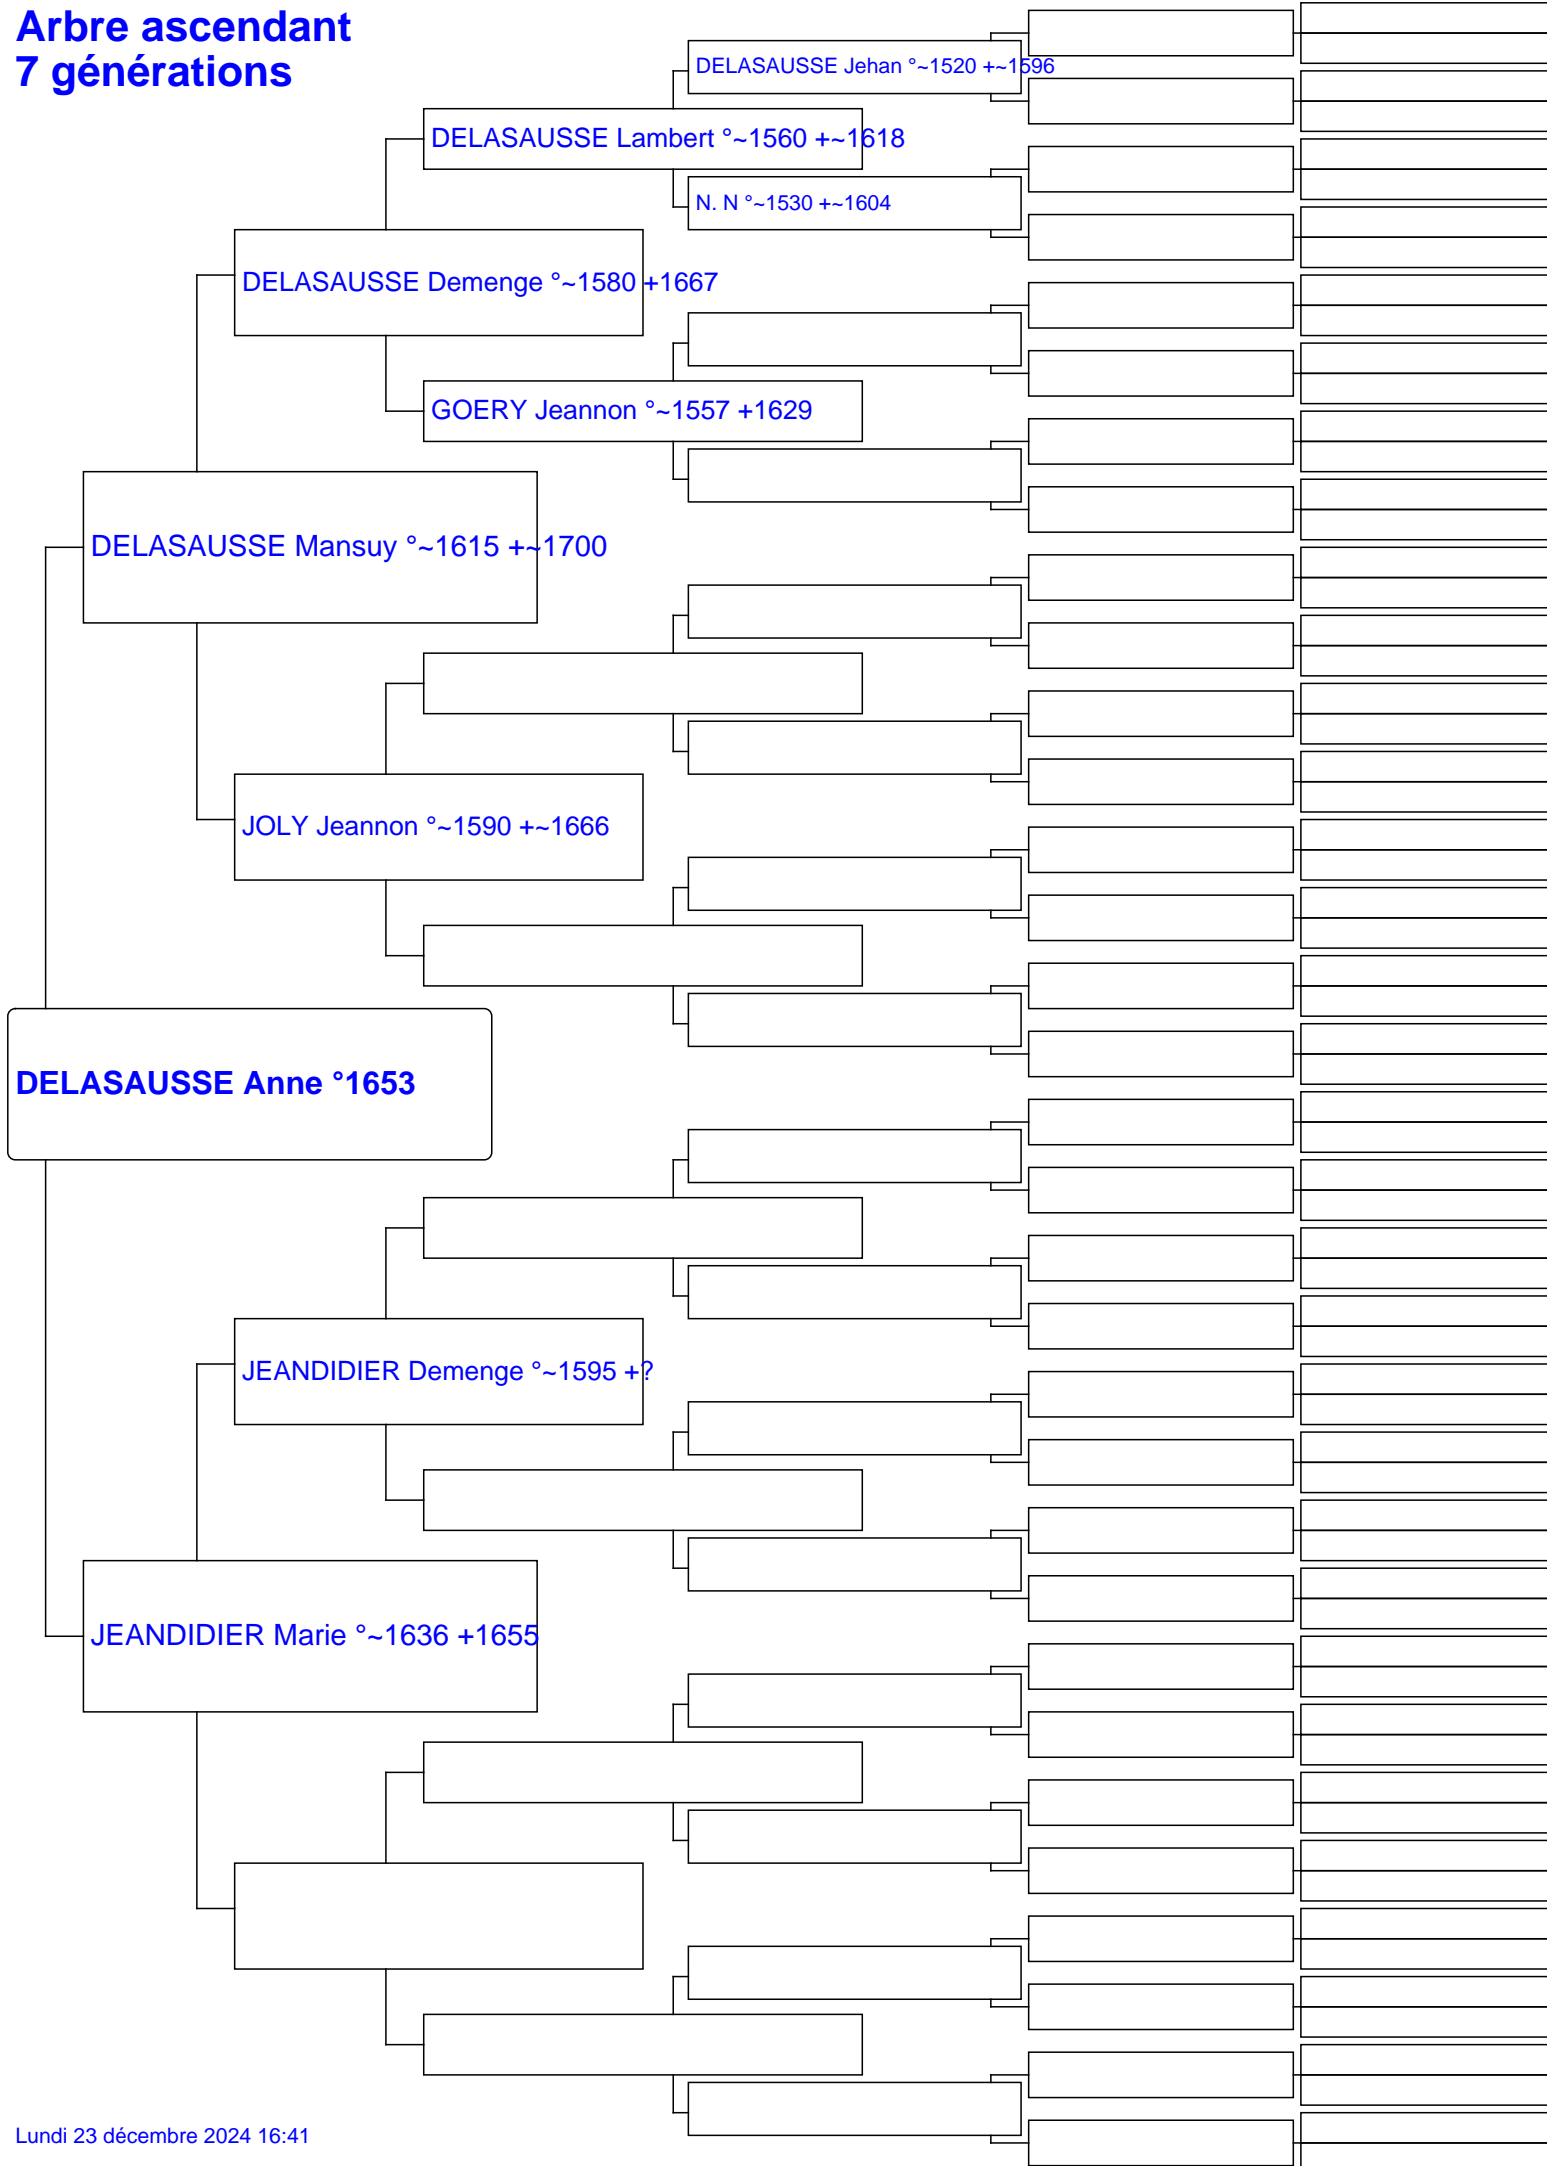 Arbre ascendant
7 générations
DELASAUSSE Jehan °~1520 +~1596
DELASAUSSE Lambert °~1560 +~1618
N. N °~1530 +~1604
DELASAUSSE Demenge °~1580 +1667
GOERY Jeannon °~1557 +1629
DELASAUSSE Mansuy °~1615 +~1700
JOLY Jeannon °~1590 +~1666
DELASAUSSE Anne °1653
JEANDIDIER Demenge °~1595 +?
JEANDIDIER Marie °~1636 +1655
Lundi 23 décembre 2024 16:41